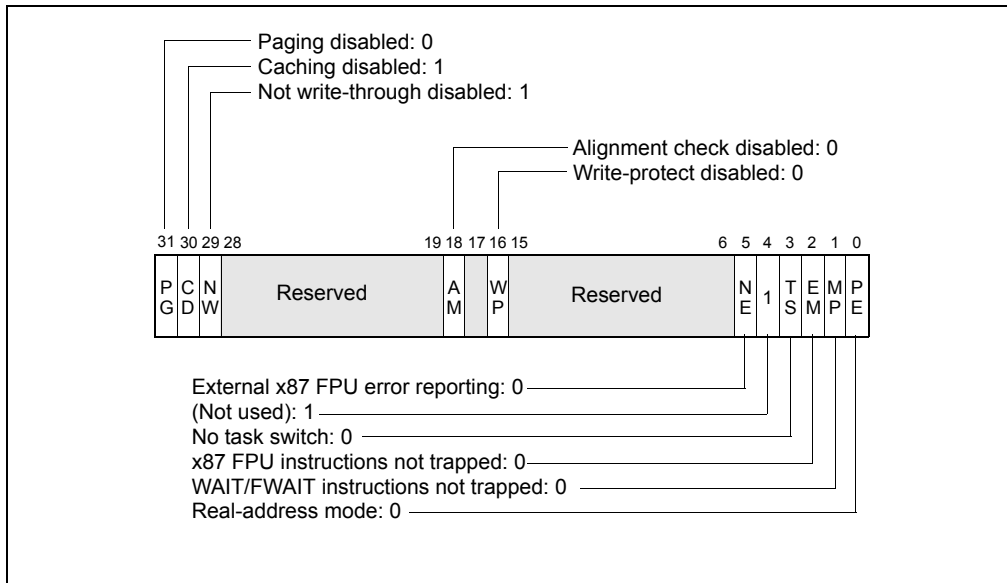 Paging disabled: 0
Caching disabled: 1
Not write-through disabled: 1
Alignment check disabled: 0
Write-protect disabled: 0
31 30 29 28 19 18 17 16 15 6 5 4 3 2 1 0
P C N Reserved A W Reserved N 1 T E M P
G D W M P E S M P E
External x87 FPU error reporting: 0
(Not used): 1
No task switch: 0
x87 FPU instructions not trapped: 0
WAIT/FWAIT instructions not trapped: 0
Real-address mode: 0